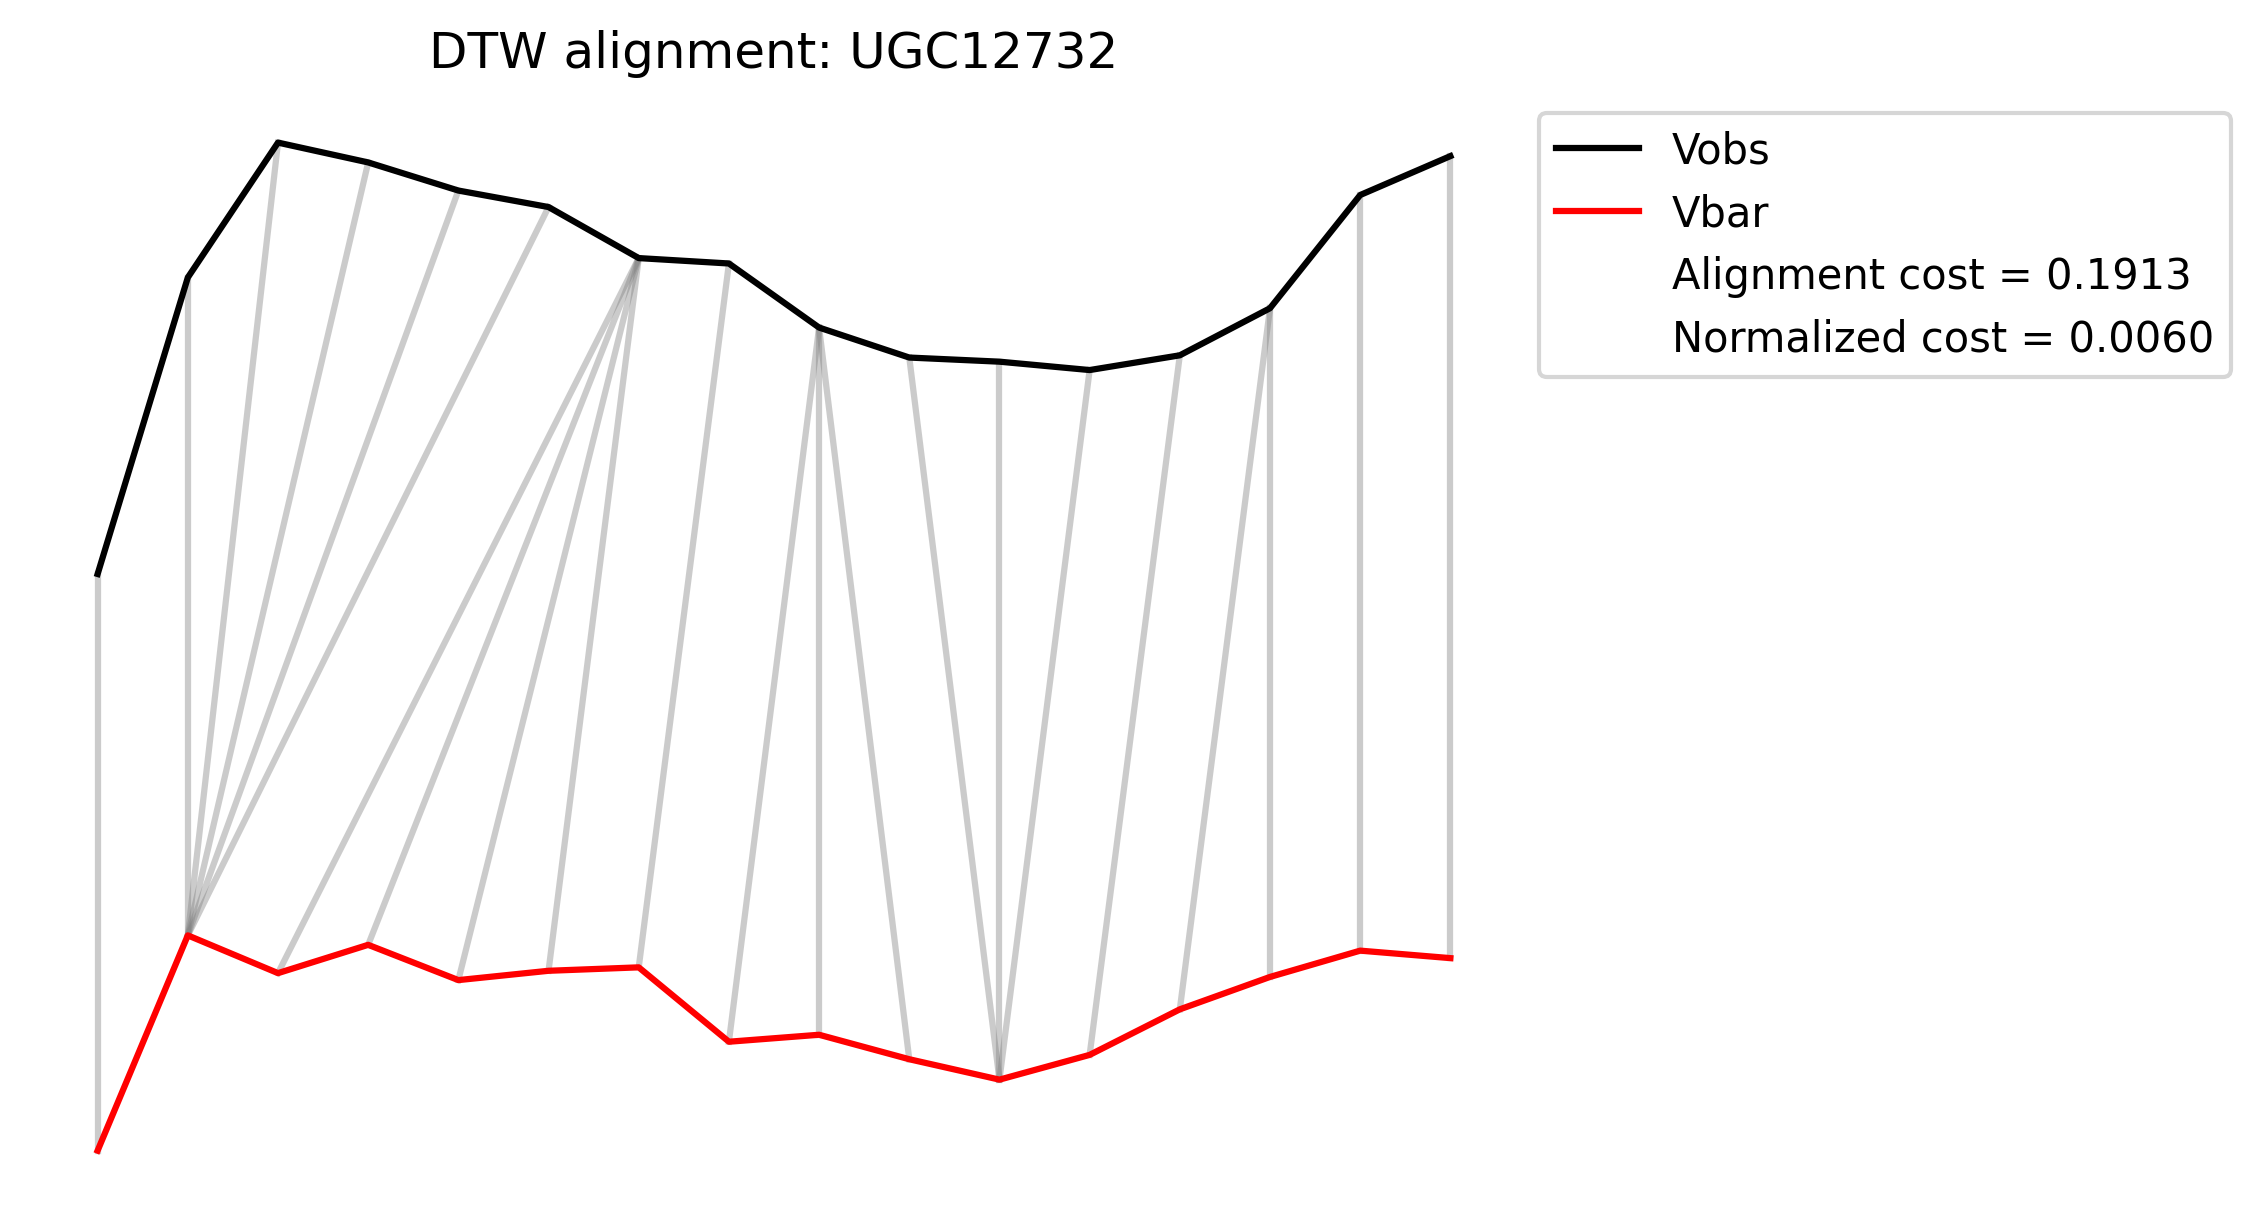 DTW alignment: UGC12732
Vobs
Vbar
Alignment cost = 0.1913
Normalized cost = 0.0060